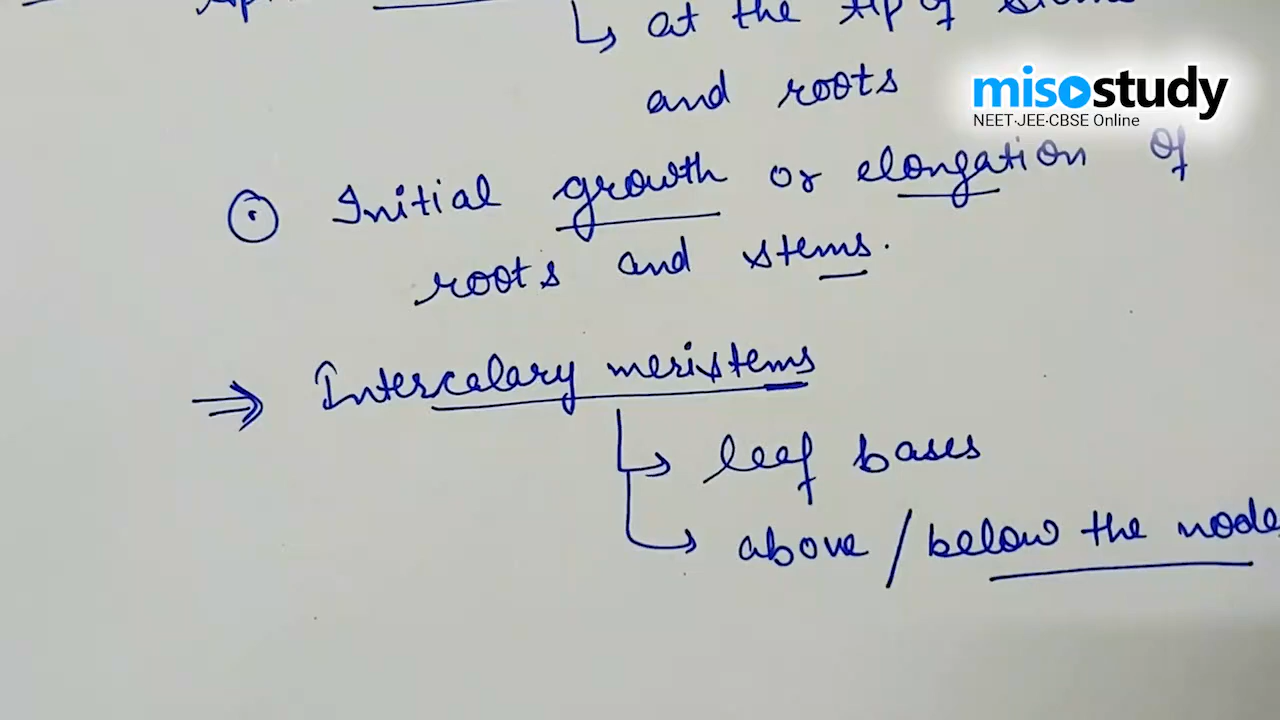 at the tip of
and roots
misostudy
NEET·JEE·CBSE Online
Initial growth or elongation of
roots and stems.
Intercalary meristems
leaf bases
above / below the node